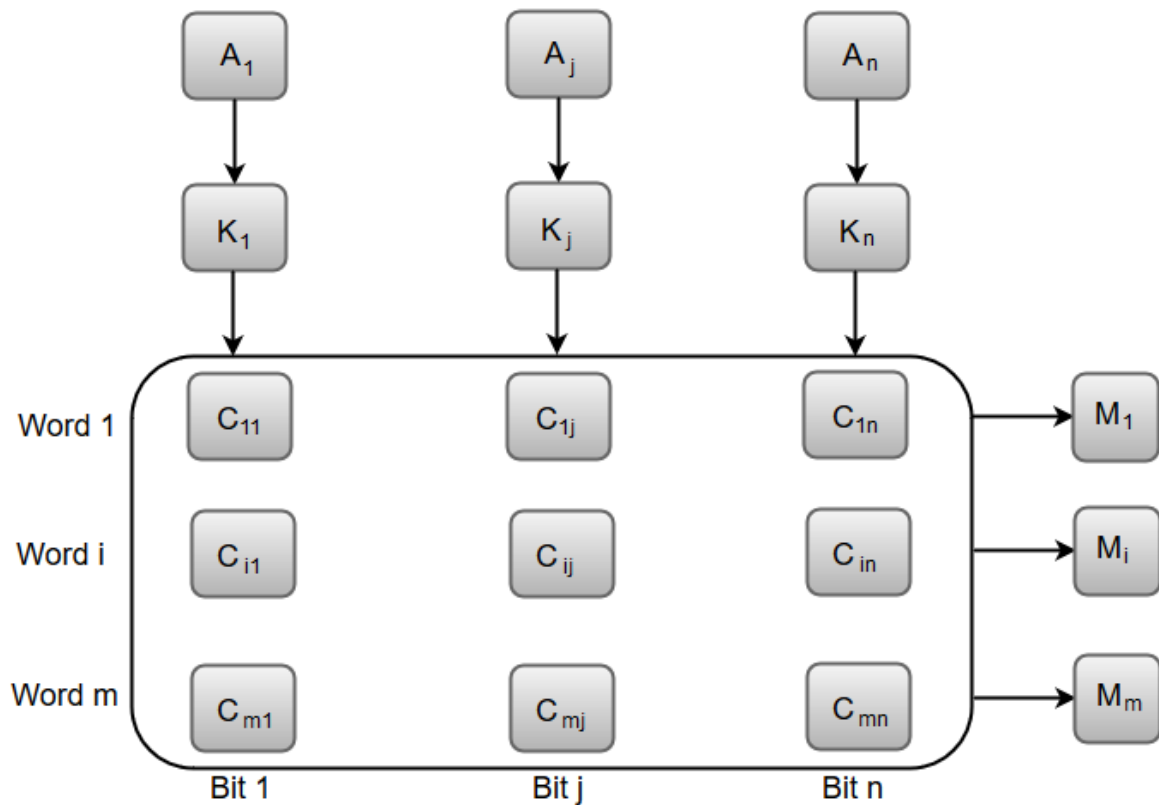 A1 Aj An
K1 Kj Kn
Word 1 C11 C1j C1n M1
Word i Ci1 Cij Cin Mi
Word m Cm1 Cmj Cmn Mm
Bit 1 Bit j Bit n